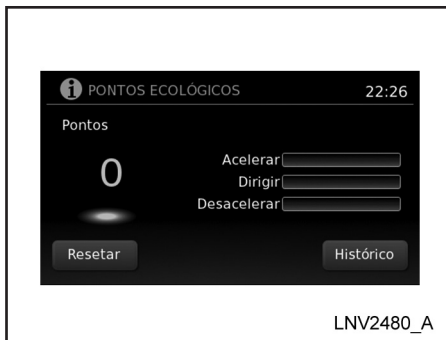 PONTOS ECOLÓGICOS 22:26
Pontos
0
Acelerar
Dirigir
Desacelerar
Resetar Histórico
LNV2480_A